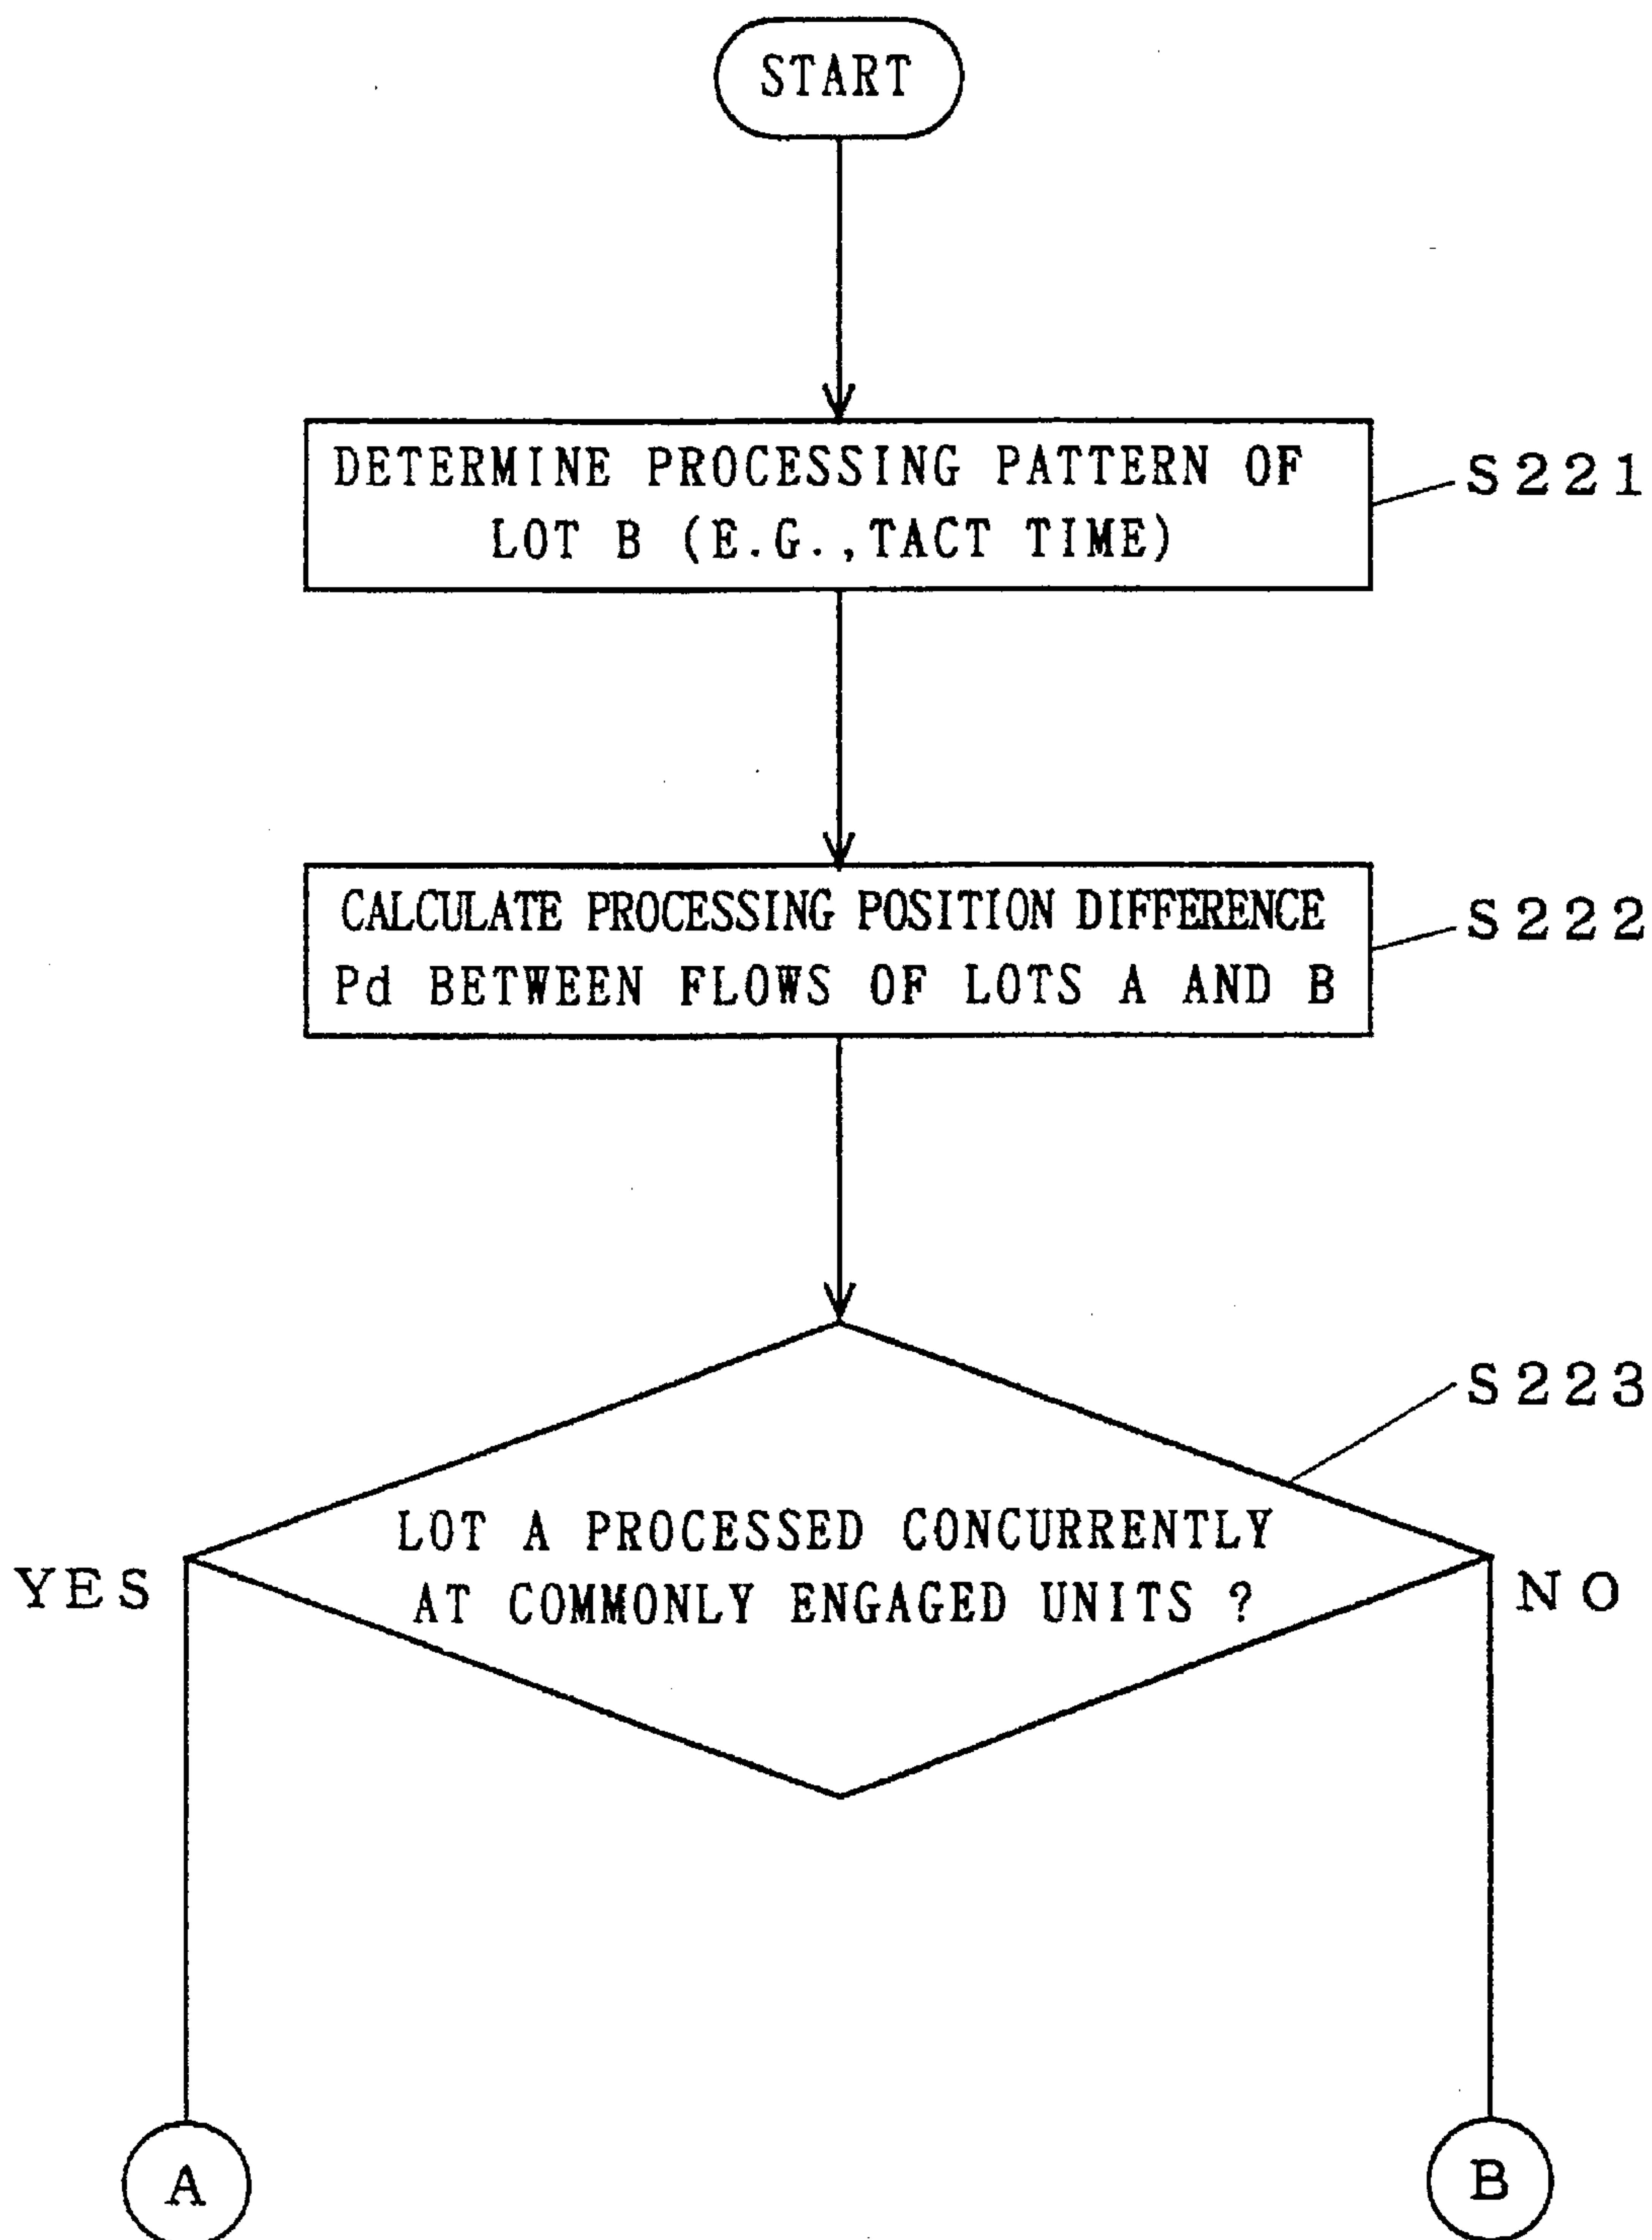 START
DETERMINE PROCESSING PATTERN OF
LOT B (E.G.,TACT TIME)
S221
CALCULATE PROCESSING POSITION DIFFERENCE
Pd BETWEEN FLOWS OF LOTS A AND B
S222
S223
LOT A PROCESSED CONCURRENTLY
AT COMMONLY ENGAGED UNITS ?
YES
NO
A
B